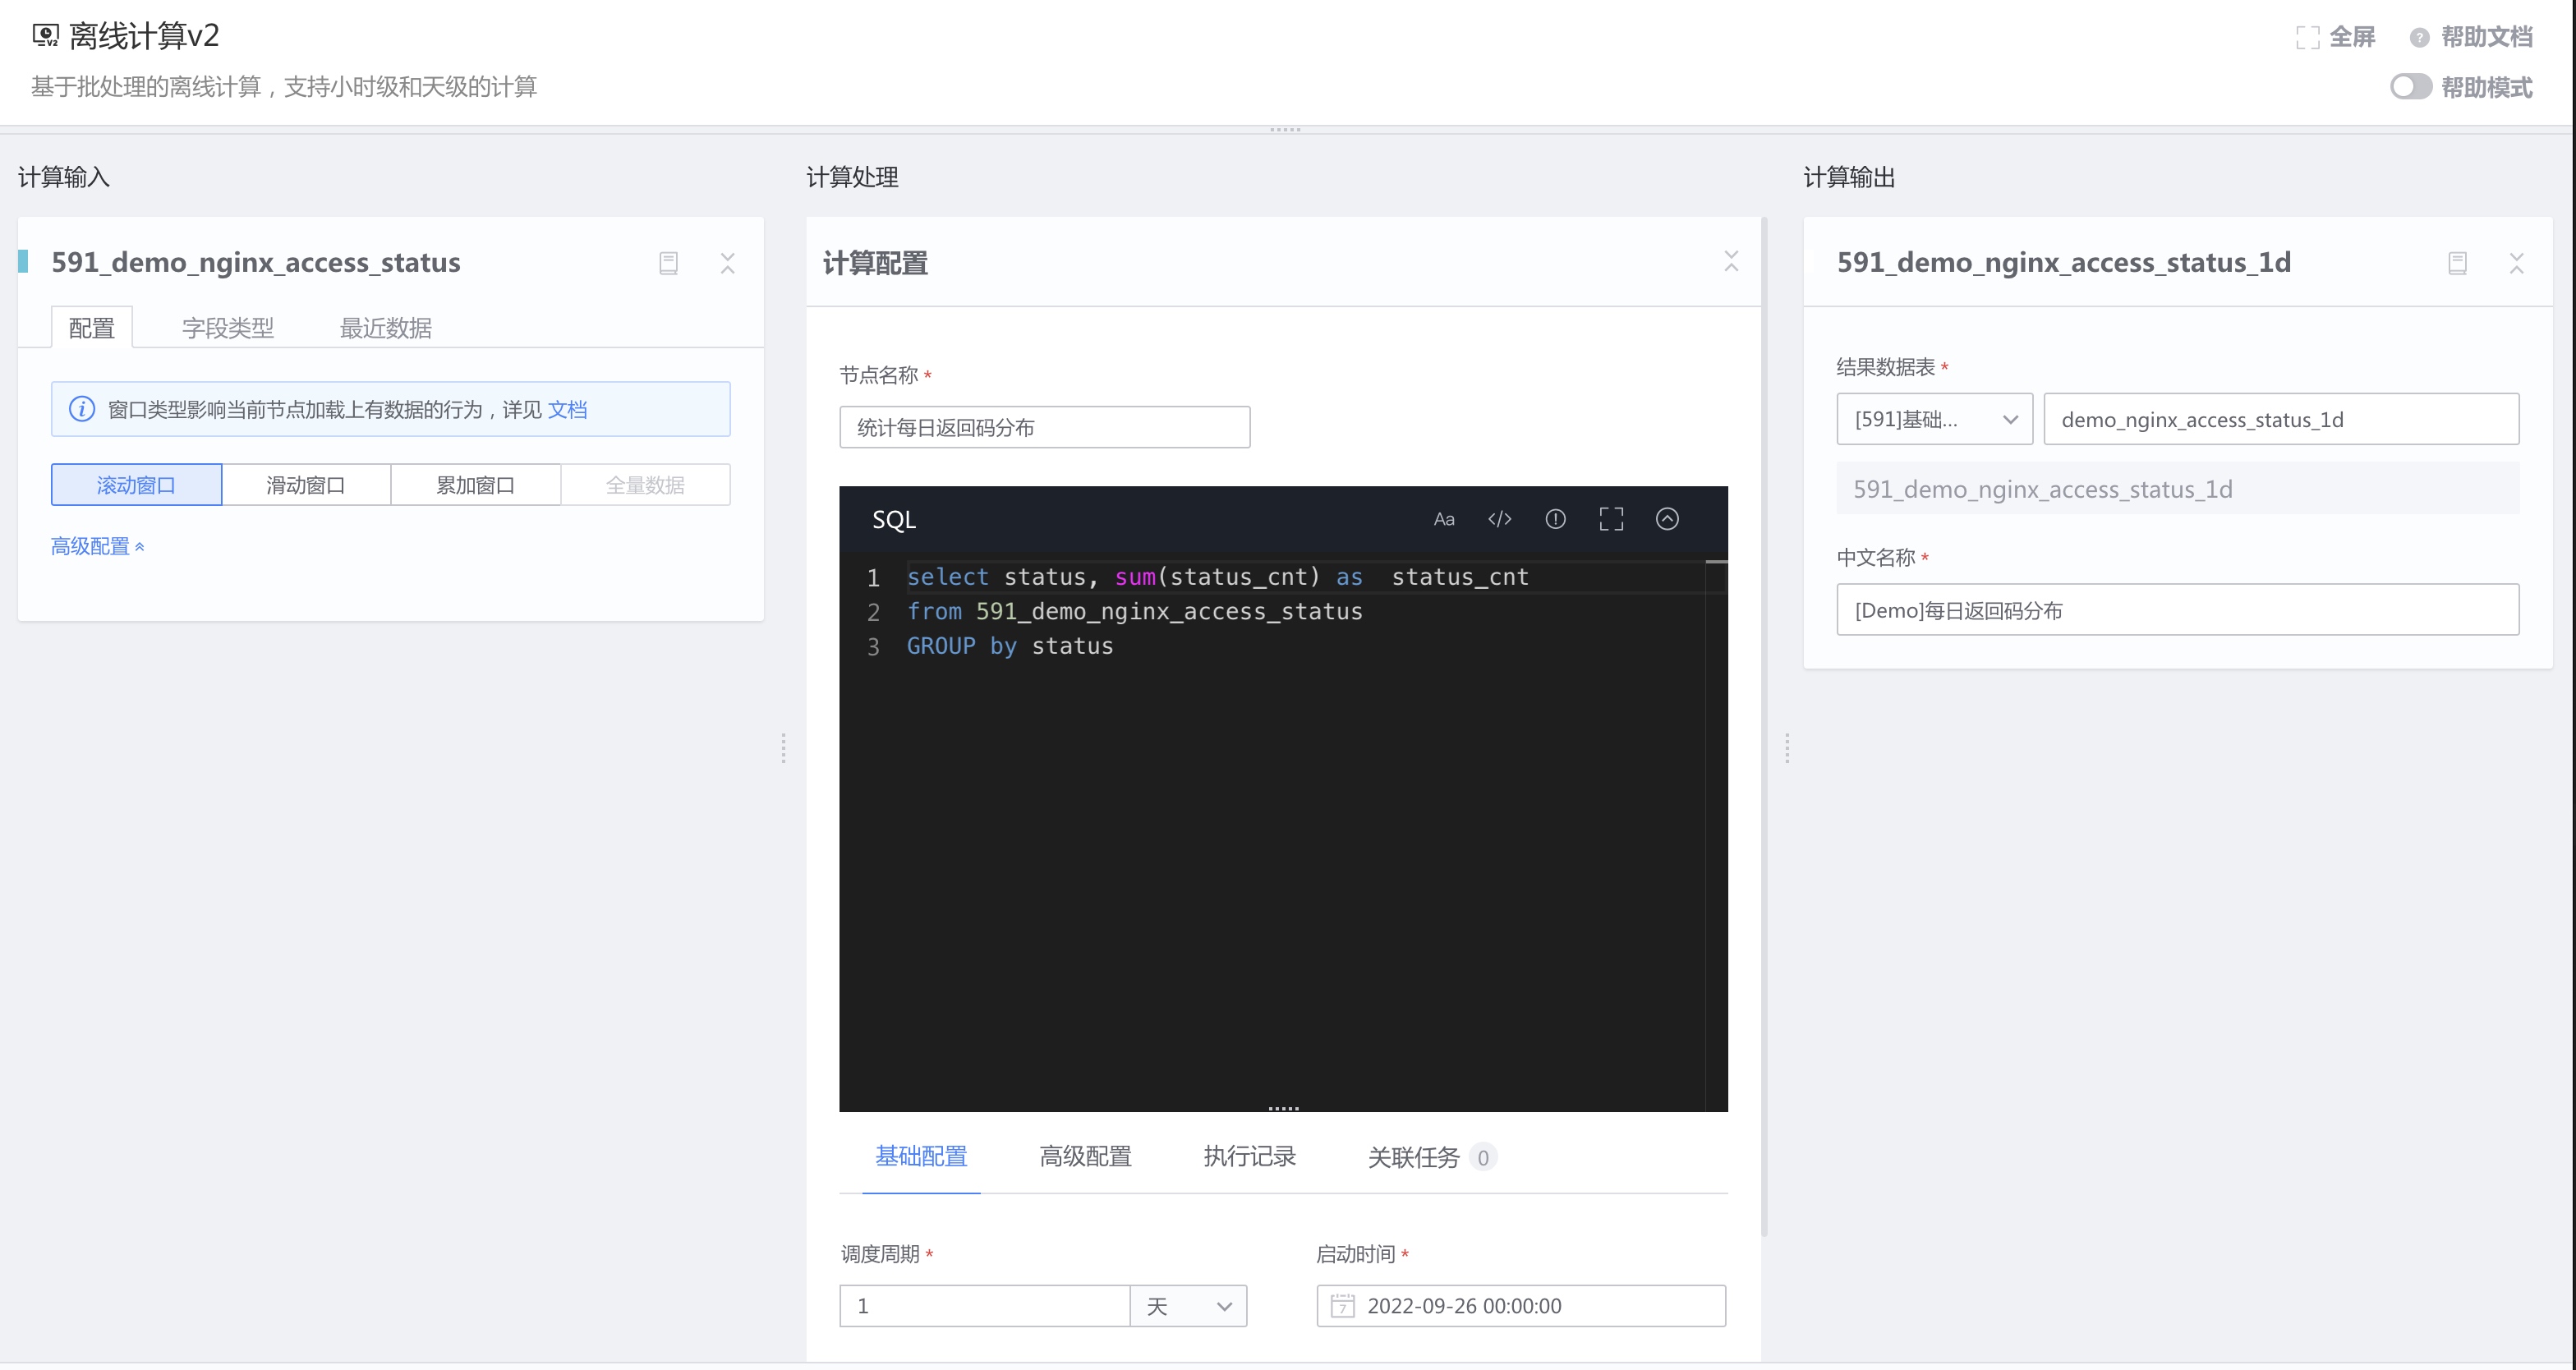 离线计算v2
基于批处理的离线计算，支持小时级和天级的计算
全屏
帮助文档
帮助模式
计算输入
591_demo_nginx_access_status
配置
字段类型
最近数据
窗口类型影响当前节点加载上有数据的行为，详见 文档
滚动窗口
滑动窗口
累加窗口
全量数据
高级配置
计算处理
计算配置
节点名称 *
统计每日返回码分布
SQL
Aa
1 select status, sum(status_cnt) as  status_cnt
2 from 591_demo_nginx_access_status
3 GROUP by status
基础配置
高级配置
执行记录
关联任务 0
调度周期 *
1
天
启动时间 *
7
2022-09-26 00:00:00
计算输出
591_demo_nginx_access_status_1d
结果数据表 *
[591]基础...
demo_nginx_access_status_1d
591_demo_nginx_access_status_1d
中文名称 *
[Demo]每日返回码分布